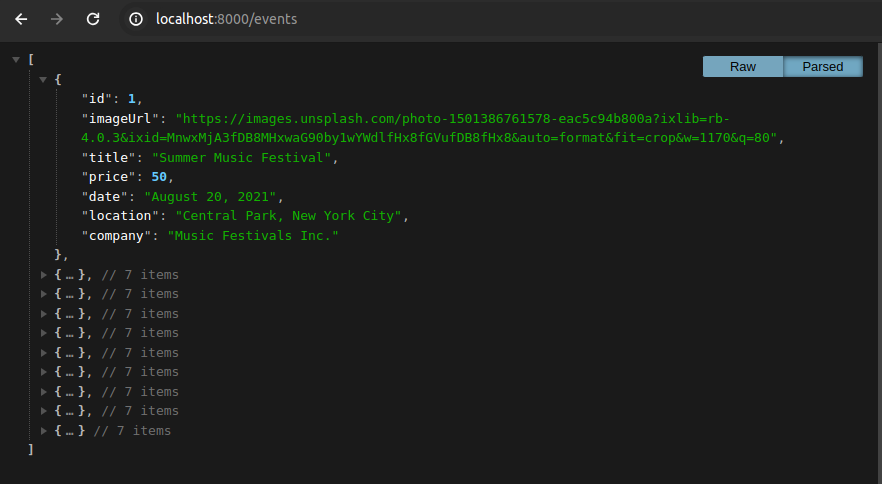 localhost:8000/events
Raw Parsed
[
{
"id": 1,
"imageUrl": "https://images.unsplash.com/photo-1501386761578-eac5c94b800a?ixlib=rb-
4.0.3&ixid=MnwxMjA3fDB8MHxwaG90by1wYWdlfHx8fGVufDB8fHx8&auto=format&fit=crop&w=1170&q=80",
"title": "Summer Music Festival",
"price": 50,
"date": "August 20, 2021",
"location": "Central Park, New York City",
"company": "Music Festivals Inc."
},
{ … }, // 7 items
{ … }, // 7 items
{ … }, // 7 items
{ … }, // 7 items
{ … }, // 7 items
{ … }, // 7 items
{ … }, // 7 items
{ … }, // 7 items
{ … } // 7 items
]